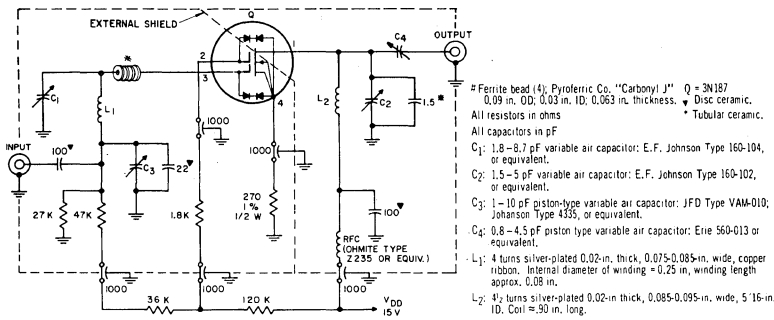 EXTERNAL SHIELD
Q
OUTPUT
C4
2
3
4
*
C1
L1
L2
C2
1.5*
1000
1000
INPUT
100▼
C3
22▼
27K
47K
1.8K
270
1%
1/2 W
100▼
RFC
(OHMITE TYPE
Z235 OR EQUIV.)
1000
1000
1000
36 K
120 K
VDD
15 V
# Ferrite bead (4); Pyroferric Co. "Carbonyl J" Q = 3N187
0.09 in. OD; 0.03 in. ID; 0.063 in. thickness. ▼ Disc ceramic.
All resistors in ohms * Tubular ceramic.
All capacitors in pF
C1: 1.8-8.7 pF variable air capacitor: E.F. Johnson Type 160-104,
or equivalent.
C2: 1.5-5 pF variable air capacitor: E.F. Johnson Type 160-102,
or equivalent.
C3: 1-10 pF piston-type variable air capacitor: JFD Type VAM-010;
Johanson Type 4335, or equivalent.
C4: 0.8-4.5 pF piston type variable air capacitor: Erie 560-013 or
equivalent.
L1: 4 turns silver-plated 0.02-in. thick, 0.075-0.085-in. wide, copper
ribbon. Internal diameter of winding = 0.25 in, winding length
approx. 0.08 in.
L2: 4½ turns silver-plated 0.02-in thick, 0.085-0.095-in. wide, 5/16-in.
ID. Coil ≈.90 in. long.